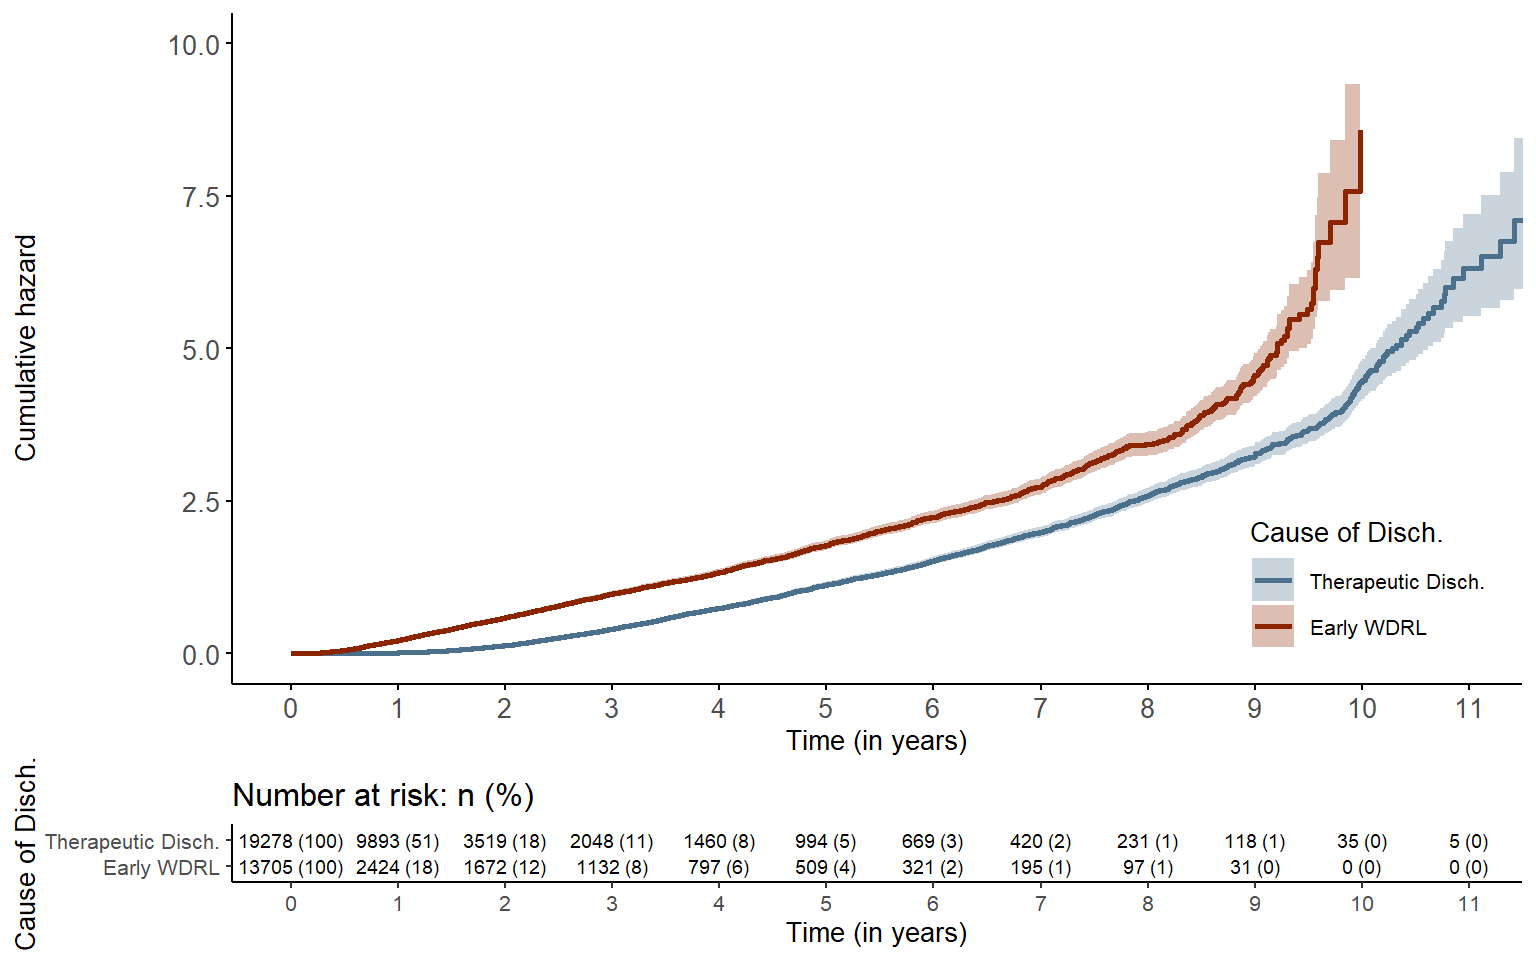 10.0
7.5
5.0
2.5
0.0
Cumulative hazard
Cause of Disch.
Therapeutic Disch.
Early WDRL
0 1 2 3 4 5 6 7 8 9 10 11
Time (in years)
Number at risk: n (%)
Cause of Disch.
Therapeutic Disch. 19278 (100) 9893 (51) 3519 (18) 2048 (11) 1460 (8) 994 (5) 669 (3) 420 (2) 231 (1) 118 (1) 35 (0) 5 (0)
Early WDRL 13705 (100) 2424 (18) 1672 (12) 1132 (8) 797 (6) 509 (4) 321 (2) 195 (1) 97 (1) 31 (0) 0 (0) 0 (0)
0 1 2 3 4 5 6 7 8 9 10 11
Time (in years)